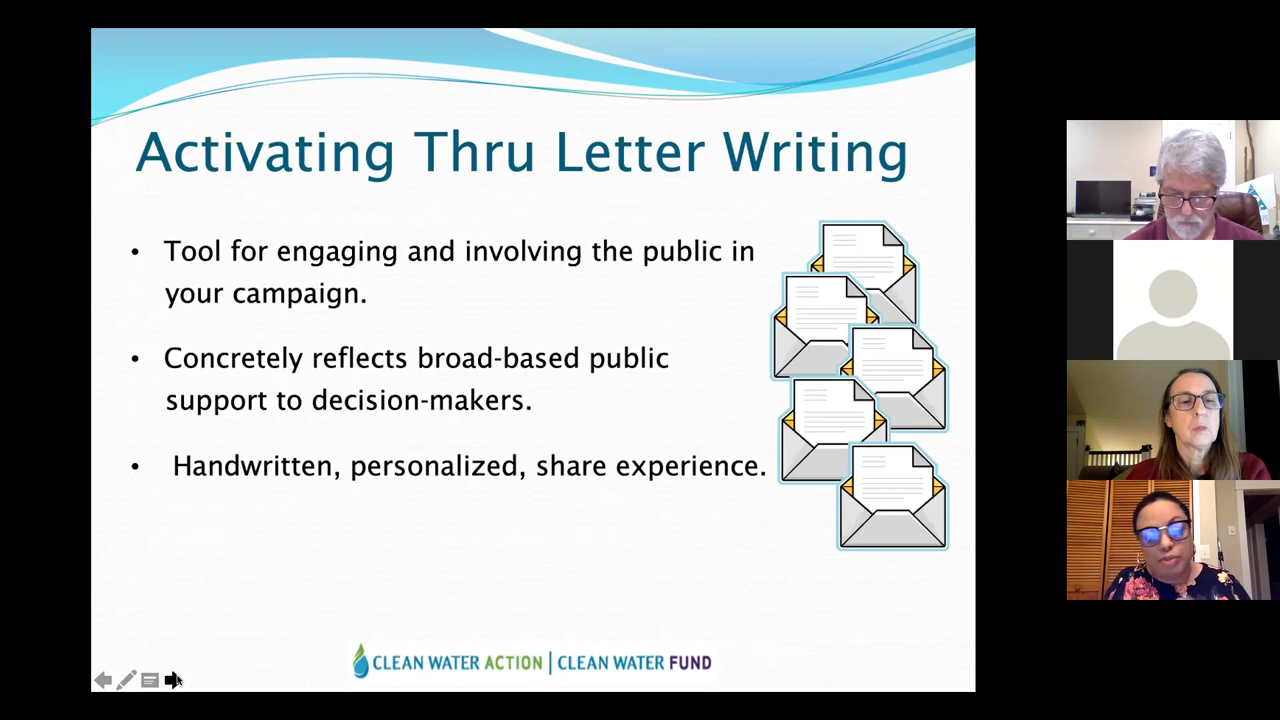 Activating Thru Letter Writing
• Tool for engaging and involving the public in
your campaign.
• Concretely reflects broad-based public
support to decision-makers.
• Handwritten, personalized, share experience.
CLEAN WATER ACTION | CLEAN WATER FUND